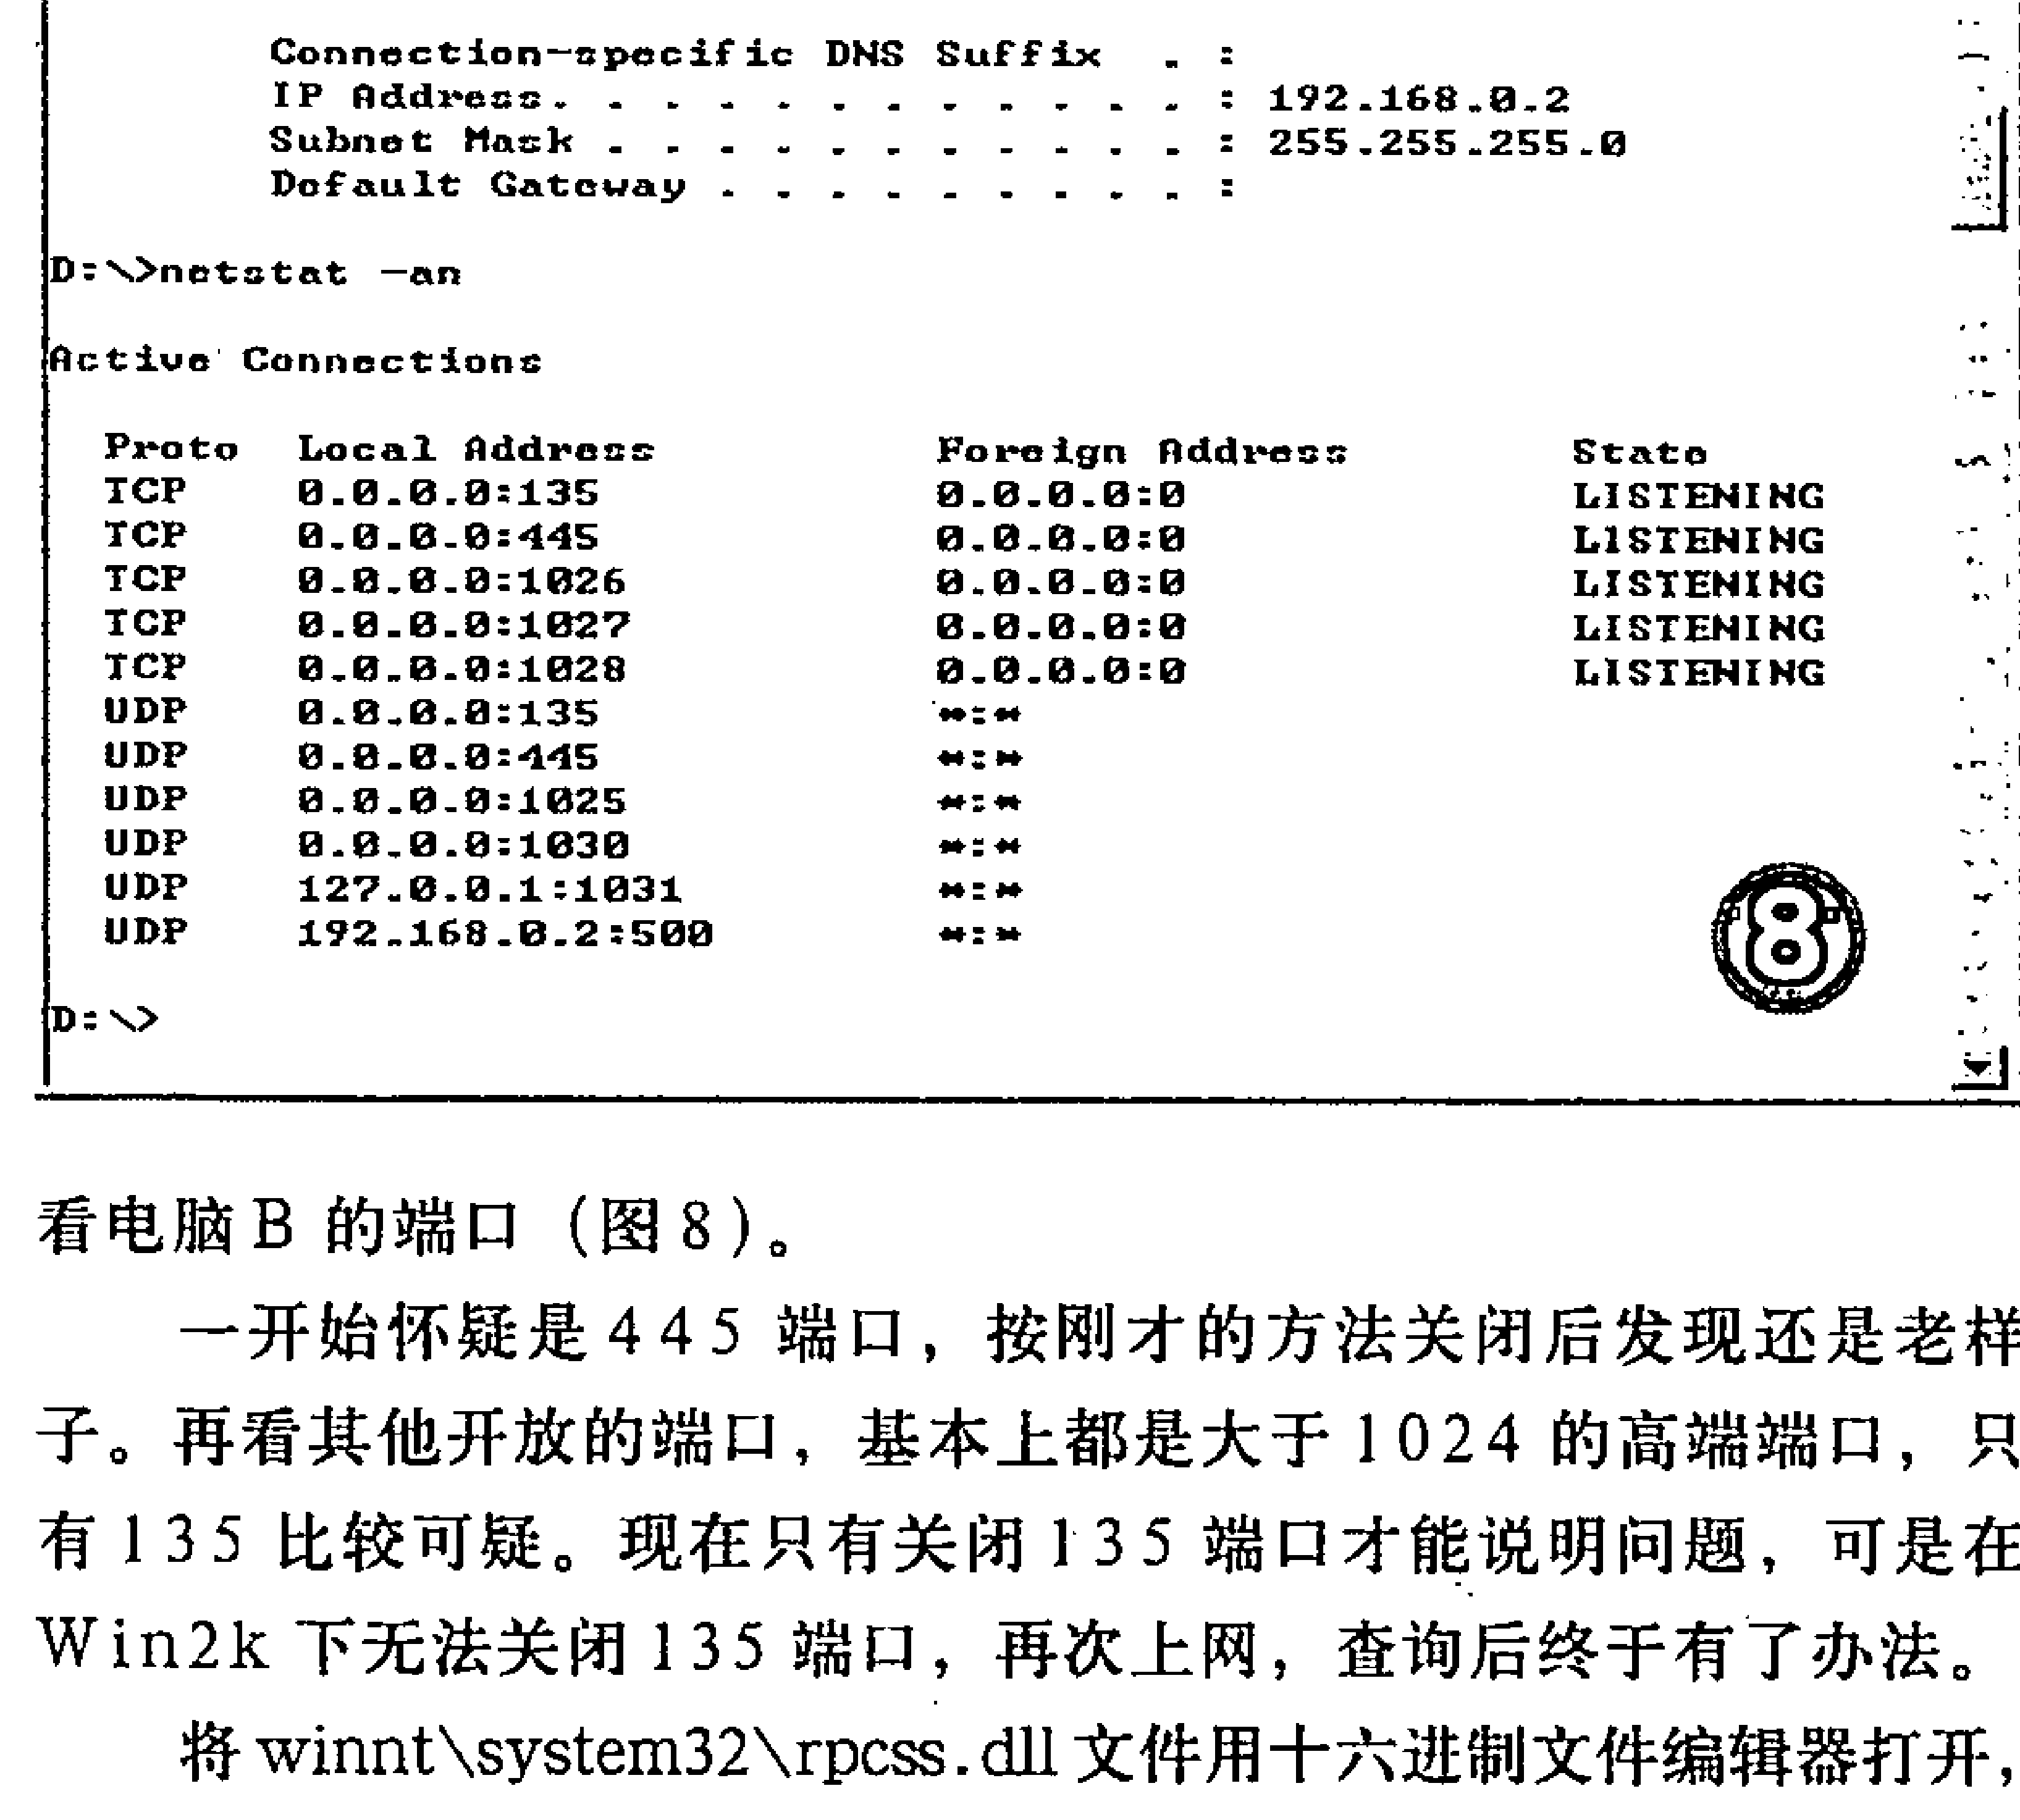 Connection-specific DNS Suffix  . :
IP Address. . . . . . . . . . . . : 192.168.0.2
Subnet Mask . . . . . . . . . . . : 255.255.255.0
Default Gateway . . . . . . . . . :
D:\>netstat -an
Active Connections
Proto  Local Address          Foreign Address        State
TCP    0.0.0.0:135            0.0.0.0:0              LISTENING
TCP    0.0.0.0:445            0.0.0.0:0              LISTENING
TCP    0.0.0.0:1026           0.0.0.0:0              LISTENING
TCP    0.0.0.0:1027           0.0.0.0:0              LISTENING
TCP    0.0.0.0:1028           0.0.0.0:0              LISTENING
UDP    0.0.0.0:135            *:*
UDP    0.0.0.0:445            *:*
UDP    0.0.0.0:1025           *:*
UDP    0.0.0.0:1030           *:*
UDP    127.0.0.1:1031         *:*
UDP    192.168.0.2:500        *:*
8
D:\>
看电脑B 的端口（图8）。
一开始怀疑是445 端口，按刚才的方法关闭后发现还是老样
子。再看其他开放的端口，基本上都是大于1024 的高端端口，只
有135 比较可疑。现在只有关闭135 端口才能说明问题，可是在
Win2k 下无法关闭135 端口，再次上网，查询后终于有了办法。
将winnt\system32\rpcss.dll文件用十六进制文件编辑器打开，